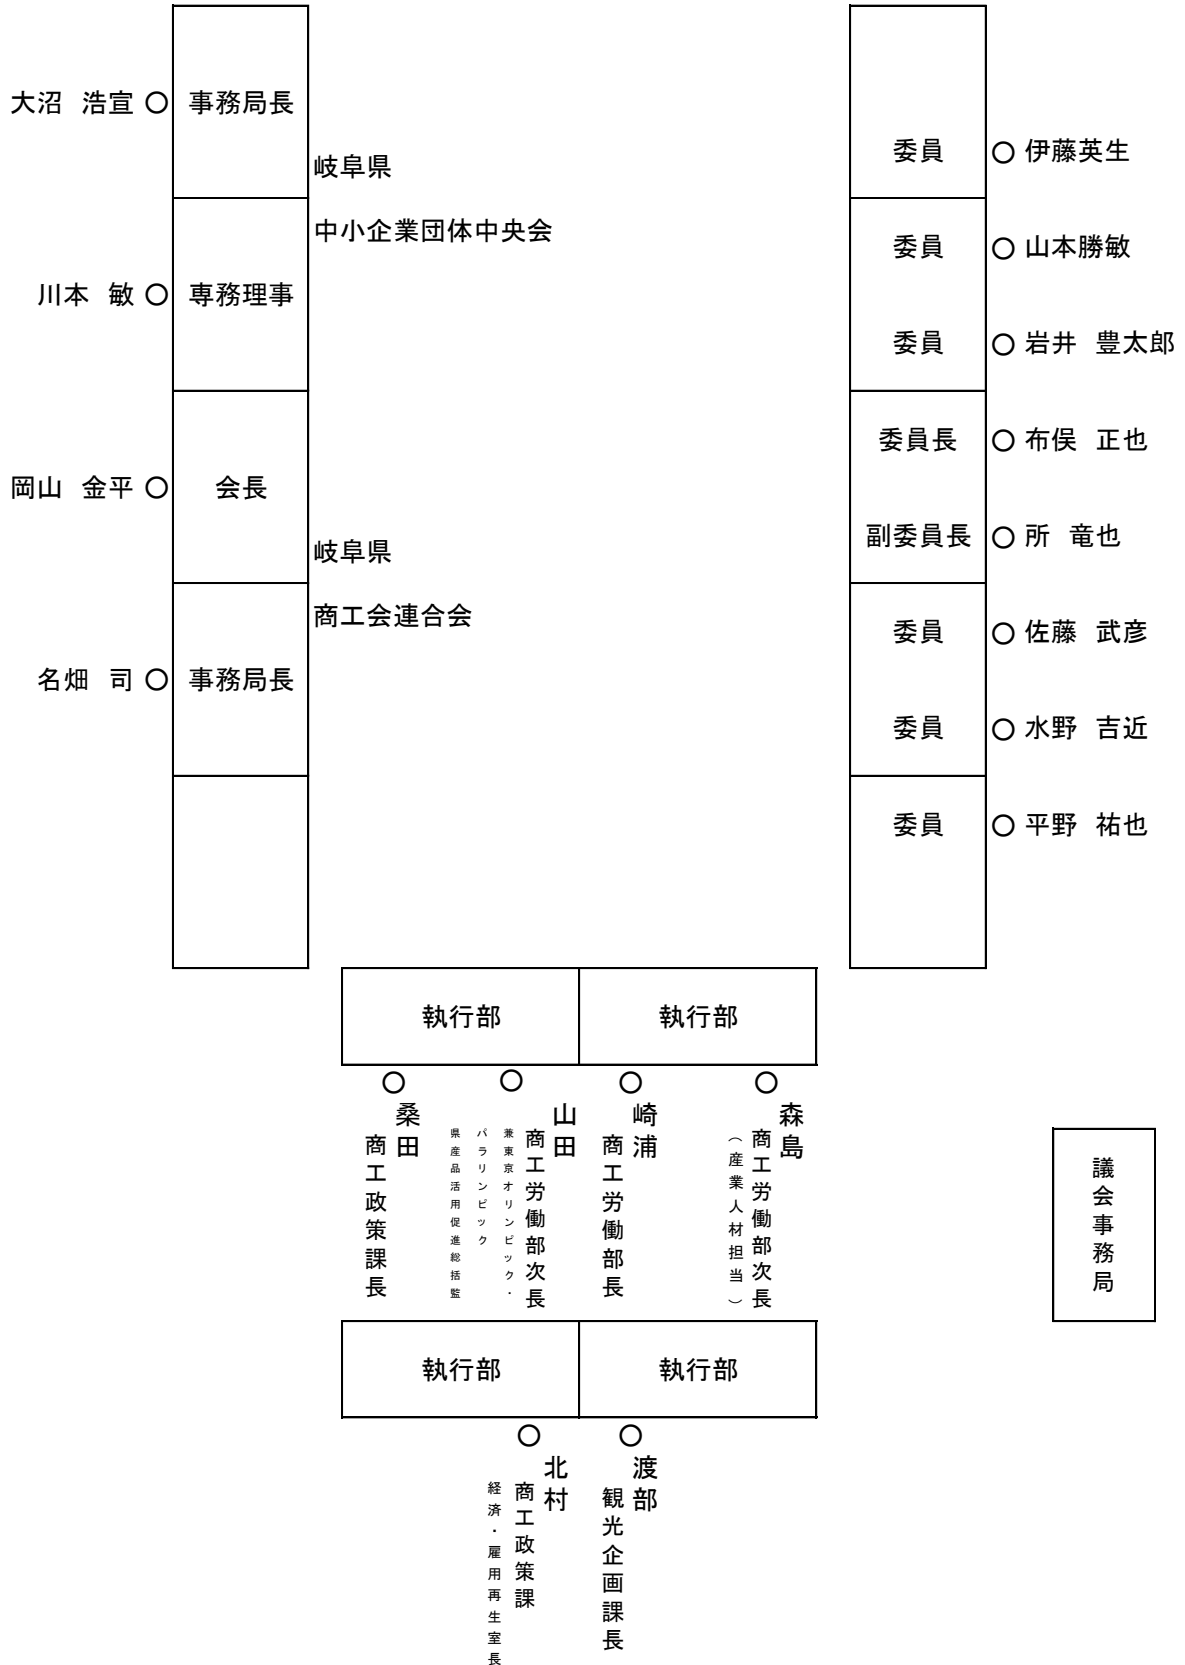 大沼 浩宣 ○ 事務局長
岐阜県
中小企業団体中央会
川本 敏 ○ 専務理事
岡山 金平 ○ 会長
岐阜県
商工会連合会
名畑 司 ○ 事務局長
委員 ○ 伊藤英生
委員 ○ 山本勝敏
委員 ○ 岩井 豊太郎
委員長 ○ 布俣 正也
副委員長 ○ 所 竜也
委員 ○ 佐藤 武彦
委員 ○ 水野 吉近
委員 ○ 平野 祐也
執行部
執行部
○ ○ ○ ○
森島
商工労働部次長
（産業人材担当）
崎浦
商工労働部長
山田
商工労働部次長
兼東京オリンピック・
パラリンピック
県産品活用促進総括監
桑田
商工政策課長
議会事務局
執行部
執行部
○ ○
渡部
観光企画課長
北村
商工政策課
経済・雇用再生室長